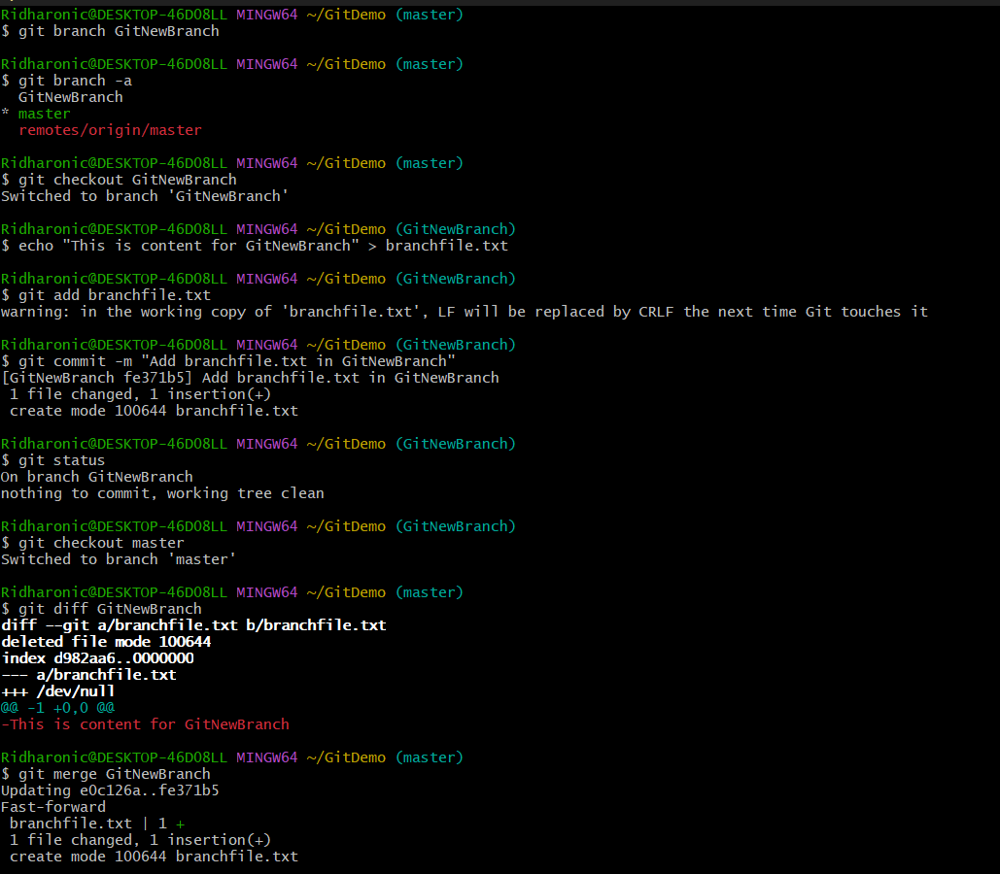 Ridharonic@DESKTOP-46D08LL MINGW64 ~/GitDemo (master)
$ git branch GitNewBranch
Ridharonic@DESKTOP-46D08LL MINGW64 ~/GitDemo (master)
$ git branch -a
  GitNewBranch
* master
  remotes/origin/master
Ridharonic@DESKTOP-46D08LL MINGW64 ~/GitDemo (master)
$ git checkout GitNewBranch
Switched to branch 'GitNewBranch'
Ridharonic@DESKTOP-46D08LL MINGW64 ~/GitDemo (GitNewBranch)
$ echo "This is content for GitNewBranch" > branchfile.txt
Ridharonic@DESKTOP-46D08LL MINGW64 ~/GitDemo (GitNewBranch)
$ git add branchfile.txt
warning: in the working copy of 'branchfile.txt', LF will be replaced by CRLF the next time Git touches it
Ridharonic@DESKTOP-46D08LL MINGW64 ~/GitDemo (GitNewBranch)
$ git commit -m "Add branchfile.txt in GitNewBranch"
[GitNewBranch fe371b5] Add branchfile.txt in GitNewBranch
 1 file changed, 1 insertion(+)
 create mode 100644 branchfile.txt
Ridharonic@DESKTOP-46D08LL MINGW64 ~/GitDemo (GitNewBranch)
$ git status
On branch GitNewBranch
nothing to commit, working tree clean
Ridharonic@DESKTOP-46D08LL MINGW64 ~/GitDemo (GitNewBranch)
$ git checkout master
Switched to branch 'master'
Ridharonic@DESKTOP-46D08LL MINGW64 ~/GitDemo (master)
$ git diff GitNewBranch
diff --git a/branchfile.txt b/branchfile.txt
deleted file mode 100644
index d982aa6..0000000
--- a/branchfile.txt
+++ /dev/null
@@ -1 +0,0 @@
-This is content for GitNewBranch
Ridharonic@DESKTOP-46D08LL MINGW64 ~/GitDemo (master)
$ git merge GitNewBranch
Updating e0c126a..fe371b5
Fast-forward
 branchfile.txt | 1 +
 1 file changed, 1 insertion(+)
 create mode 100644 branchfile.txt